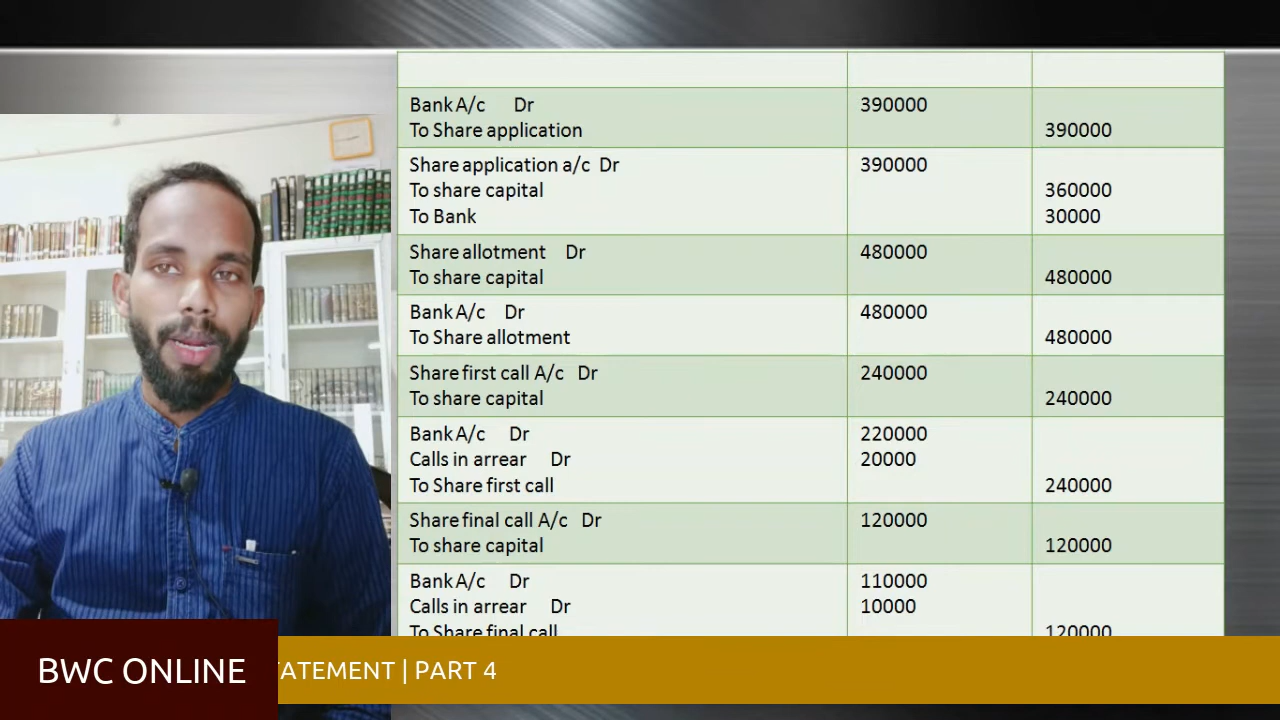 Bank A/c Dr 390000
To Share application 390000
Share application a/c Dr 390000
To share capital 360000
To Bank 30000
Share allotment Dr 480000
To share capital 480000
Bank A/c Dr 480000
To Share allotment 480000
Share first call A/c Dr 240000
To share capital 240000
Bank A/c Dr 220000
Calls in arrear Dr 20000
To Share first call 240000
Share final call A/c Dr 120000
To share capital 120000
Bank A/c Dr 110000
Calls in arrear Dr 10000
To Share final call 120000
BWC ONLINE
ATEMENT | PART 4